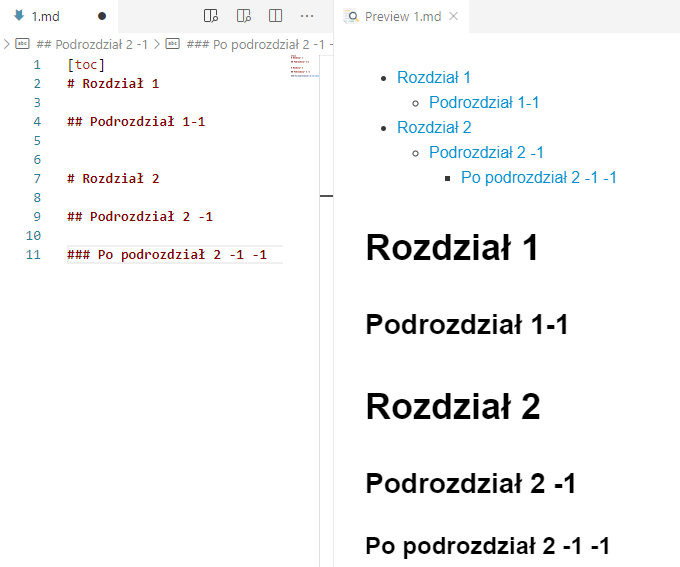 1.md
## Podrozdział 2 -1 ### Po podrozdział 2 -1 -
1 [toc]
2 # Rozdział 1
3
4 ## Podrozdział 1-1
5
6
7 # Rozdział 2
8
9 ## Podrozdział 2 -1
10
11 ### Po podrozdział 2 -1 -1
Preview 1.md
Rozdział 1
Podrozdział 1-1
Rozdział 2
Podrozdział 2 -1
Po podrozdział 2 -1 -1
Rozdział 1
Podrozdział 1-1
Rozdział 2
Podrozdział 2 -1
Po podrozdział 2 -1 -1